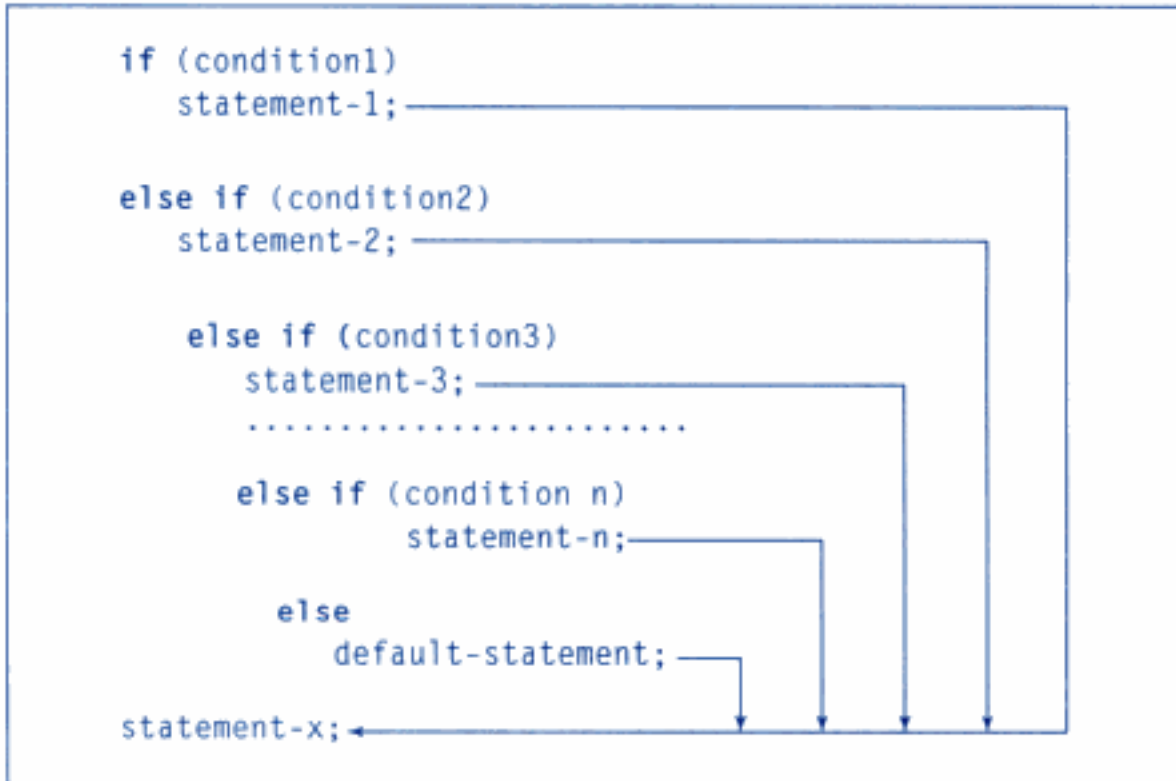 if (condition1)
statement-1;
else if (condition2)
statement-2;
else if (condition3)
statement-3;
........................
else if (condition n)
statement-n;
else
default-statement;
statement-x;